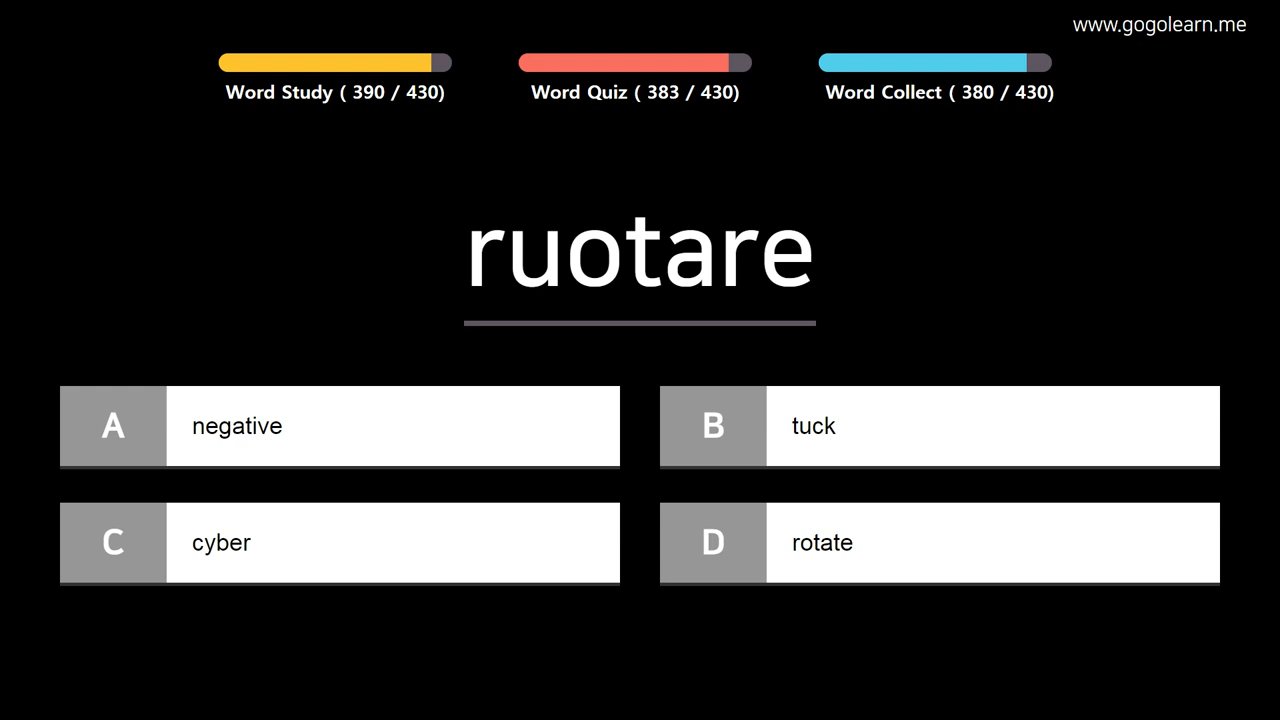 www.gogolearn.me
Word Study ( 390 / 430)
Word Quiz ( 383 / 430)
Word Collect ( 380 / 430)
ruotare
A negative
B tuck
C cyber
D rotate